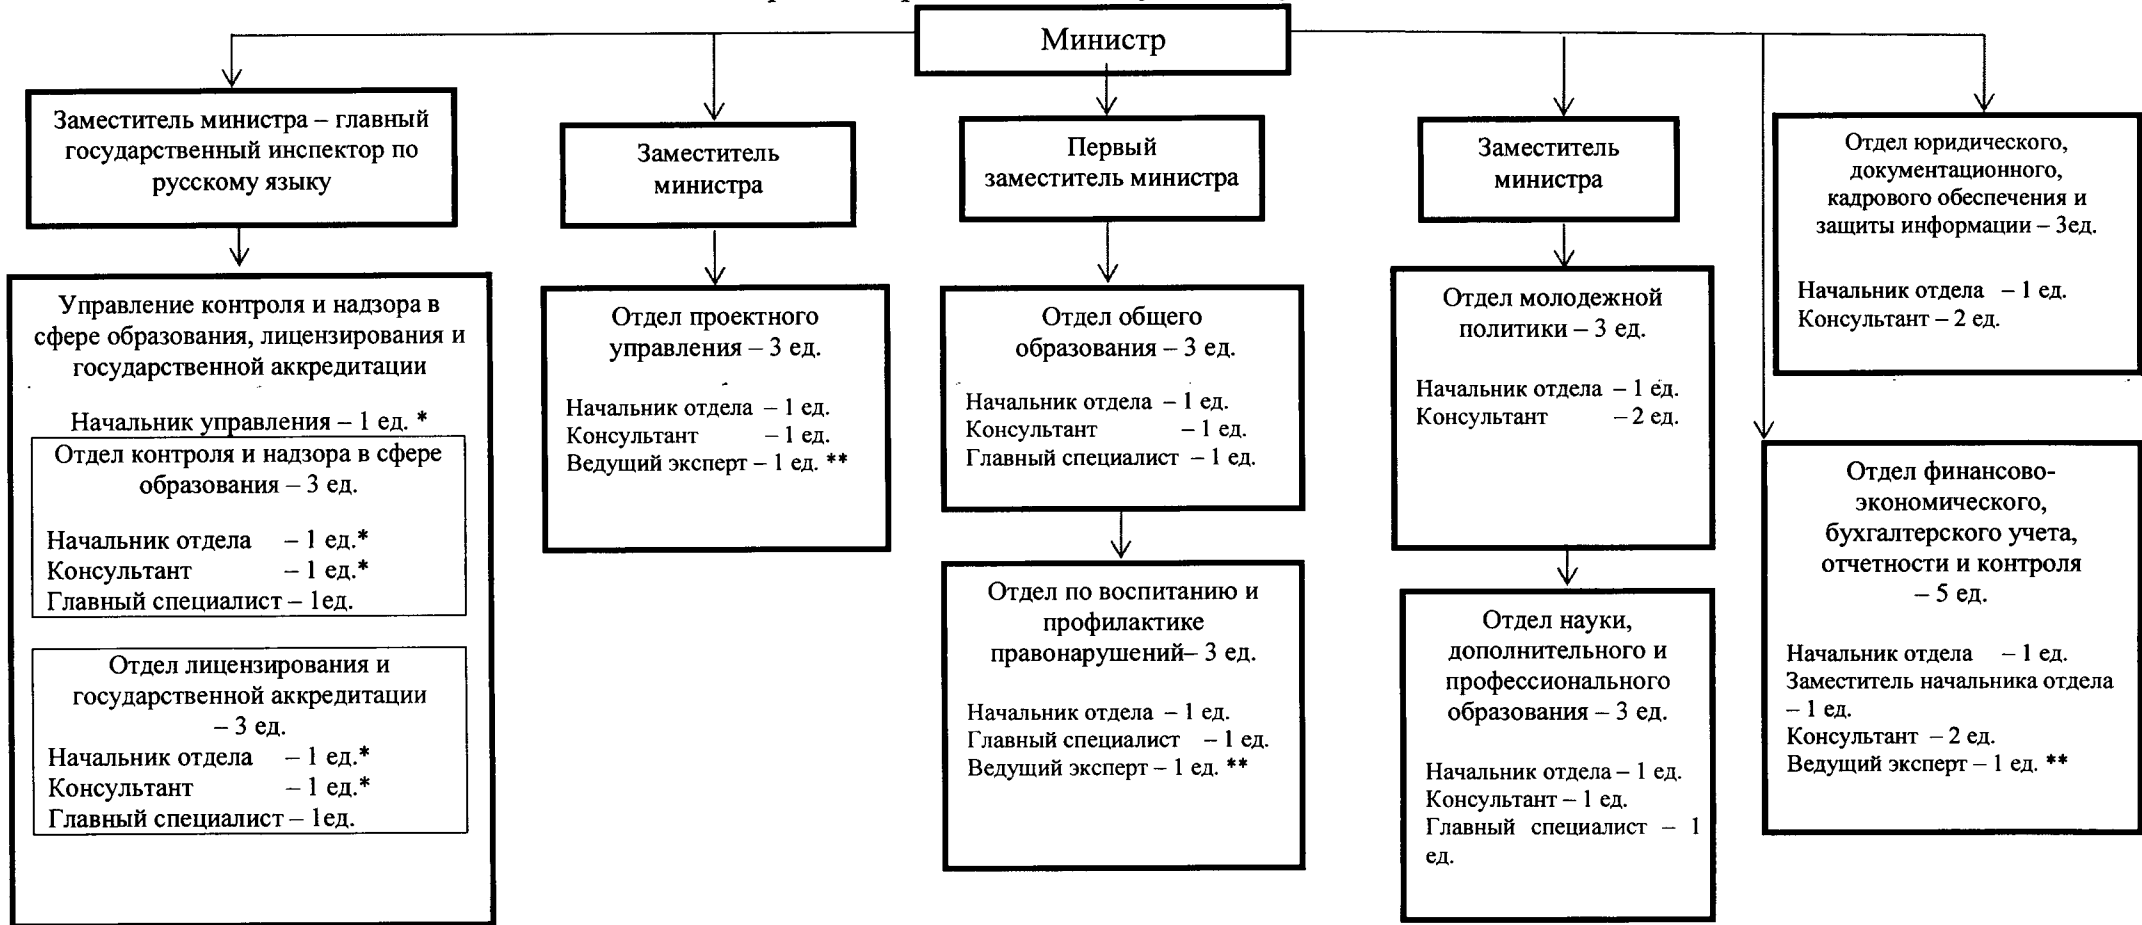 Министр
Заместитель министра – главный
государственный инспектор по
русскому языку
Заместитель
министра
Первый
заместитель министра
Заместитель
министра
Отдел юридического,
документационного,
кадрового обеспечения и
защиты информации – 3ед.
Начальник отдела – 1 ед.
Консультант – 2 ед.
Управление контроля и надзора в
сфере образования, лицензирования и
государственной аккредитации
Начальник управления – 1 ед. *
Отдел контроля и надзора в сфере
образования – 3 ед.
Начальник отдела – 1 ед.*
Консультант – 1 ед.*
Главный специалист – 1ед.
Отдел лицензирования и
государственной аккредитации
– 3 ед.
Начальник отдела – 1 ед.*
Консультант – 1 ед.*
Главный специалист – 1ед.
Отдел проектного
управления – 3 ед.
Начальник отдела – 1 ед.
Консультант – 1 ед.
Ведущий эксперт – 1 ед. **
Отдел общего
образования – 3 ед.
Начальник отдела – 1 ед.
Консультант – 1 ед.
Главный специалист – 1 ед.
Отдел по воспитанию и
профилактике
правонарушений– 3 ед.
Начальник отдела – 1 ед.
Главный специалист – 1 ед.
Ведущий эксперт – 1 ед. **
Отдел молодежной
политики – 3 ед.
Начальник отдела – 1 ед.
Консультант – 2 ед.
Отдел науки,
дополнительного и
профессионального
образования – 3 ед.
Начальник отдела – 1 ед.
Консультант – 1 ед.
Главный специалист – 1
ед.
Отдел финансово-
экономического,
бухгалтерского учета,
отчетности и контроля
– 5 ед.
Начальник отдела – 1 ед.
Заместитель начальника отдела
– 1 ед.
Консультант – 2 ед.
Ведущий эксперт – 1 ед. **